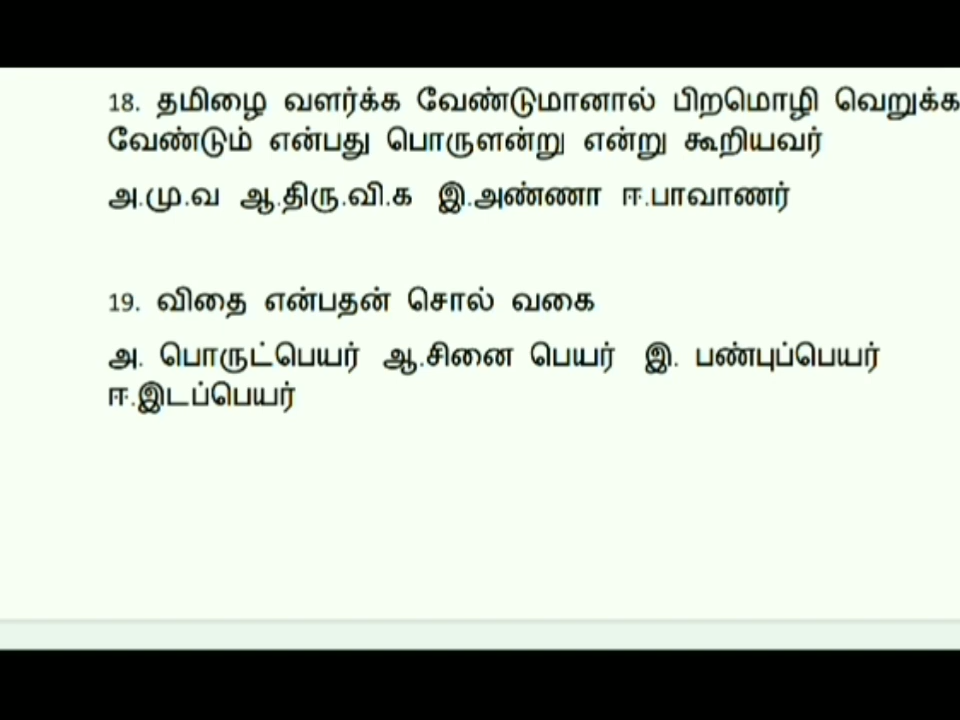 18. தமிழை வளர்க்க வேண்டுமானால் பிறமொழி வெறுக்க
வேண்டும் என்பது பொருளன்று என்று கூறியவர்
அ.மு.வ ஆ.திரு.வி.க இ.அண்ணா ஈ.பாவாணர்
19. விதை என்பதன் சொல் வகை
அ. பொருட்பெயர் ஆ.சினை பெயர் இ. பண்புப்பெயர்
ஈ.இடப்பெயர்